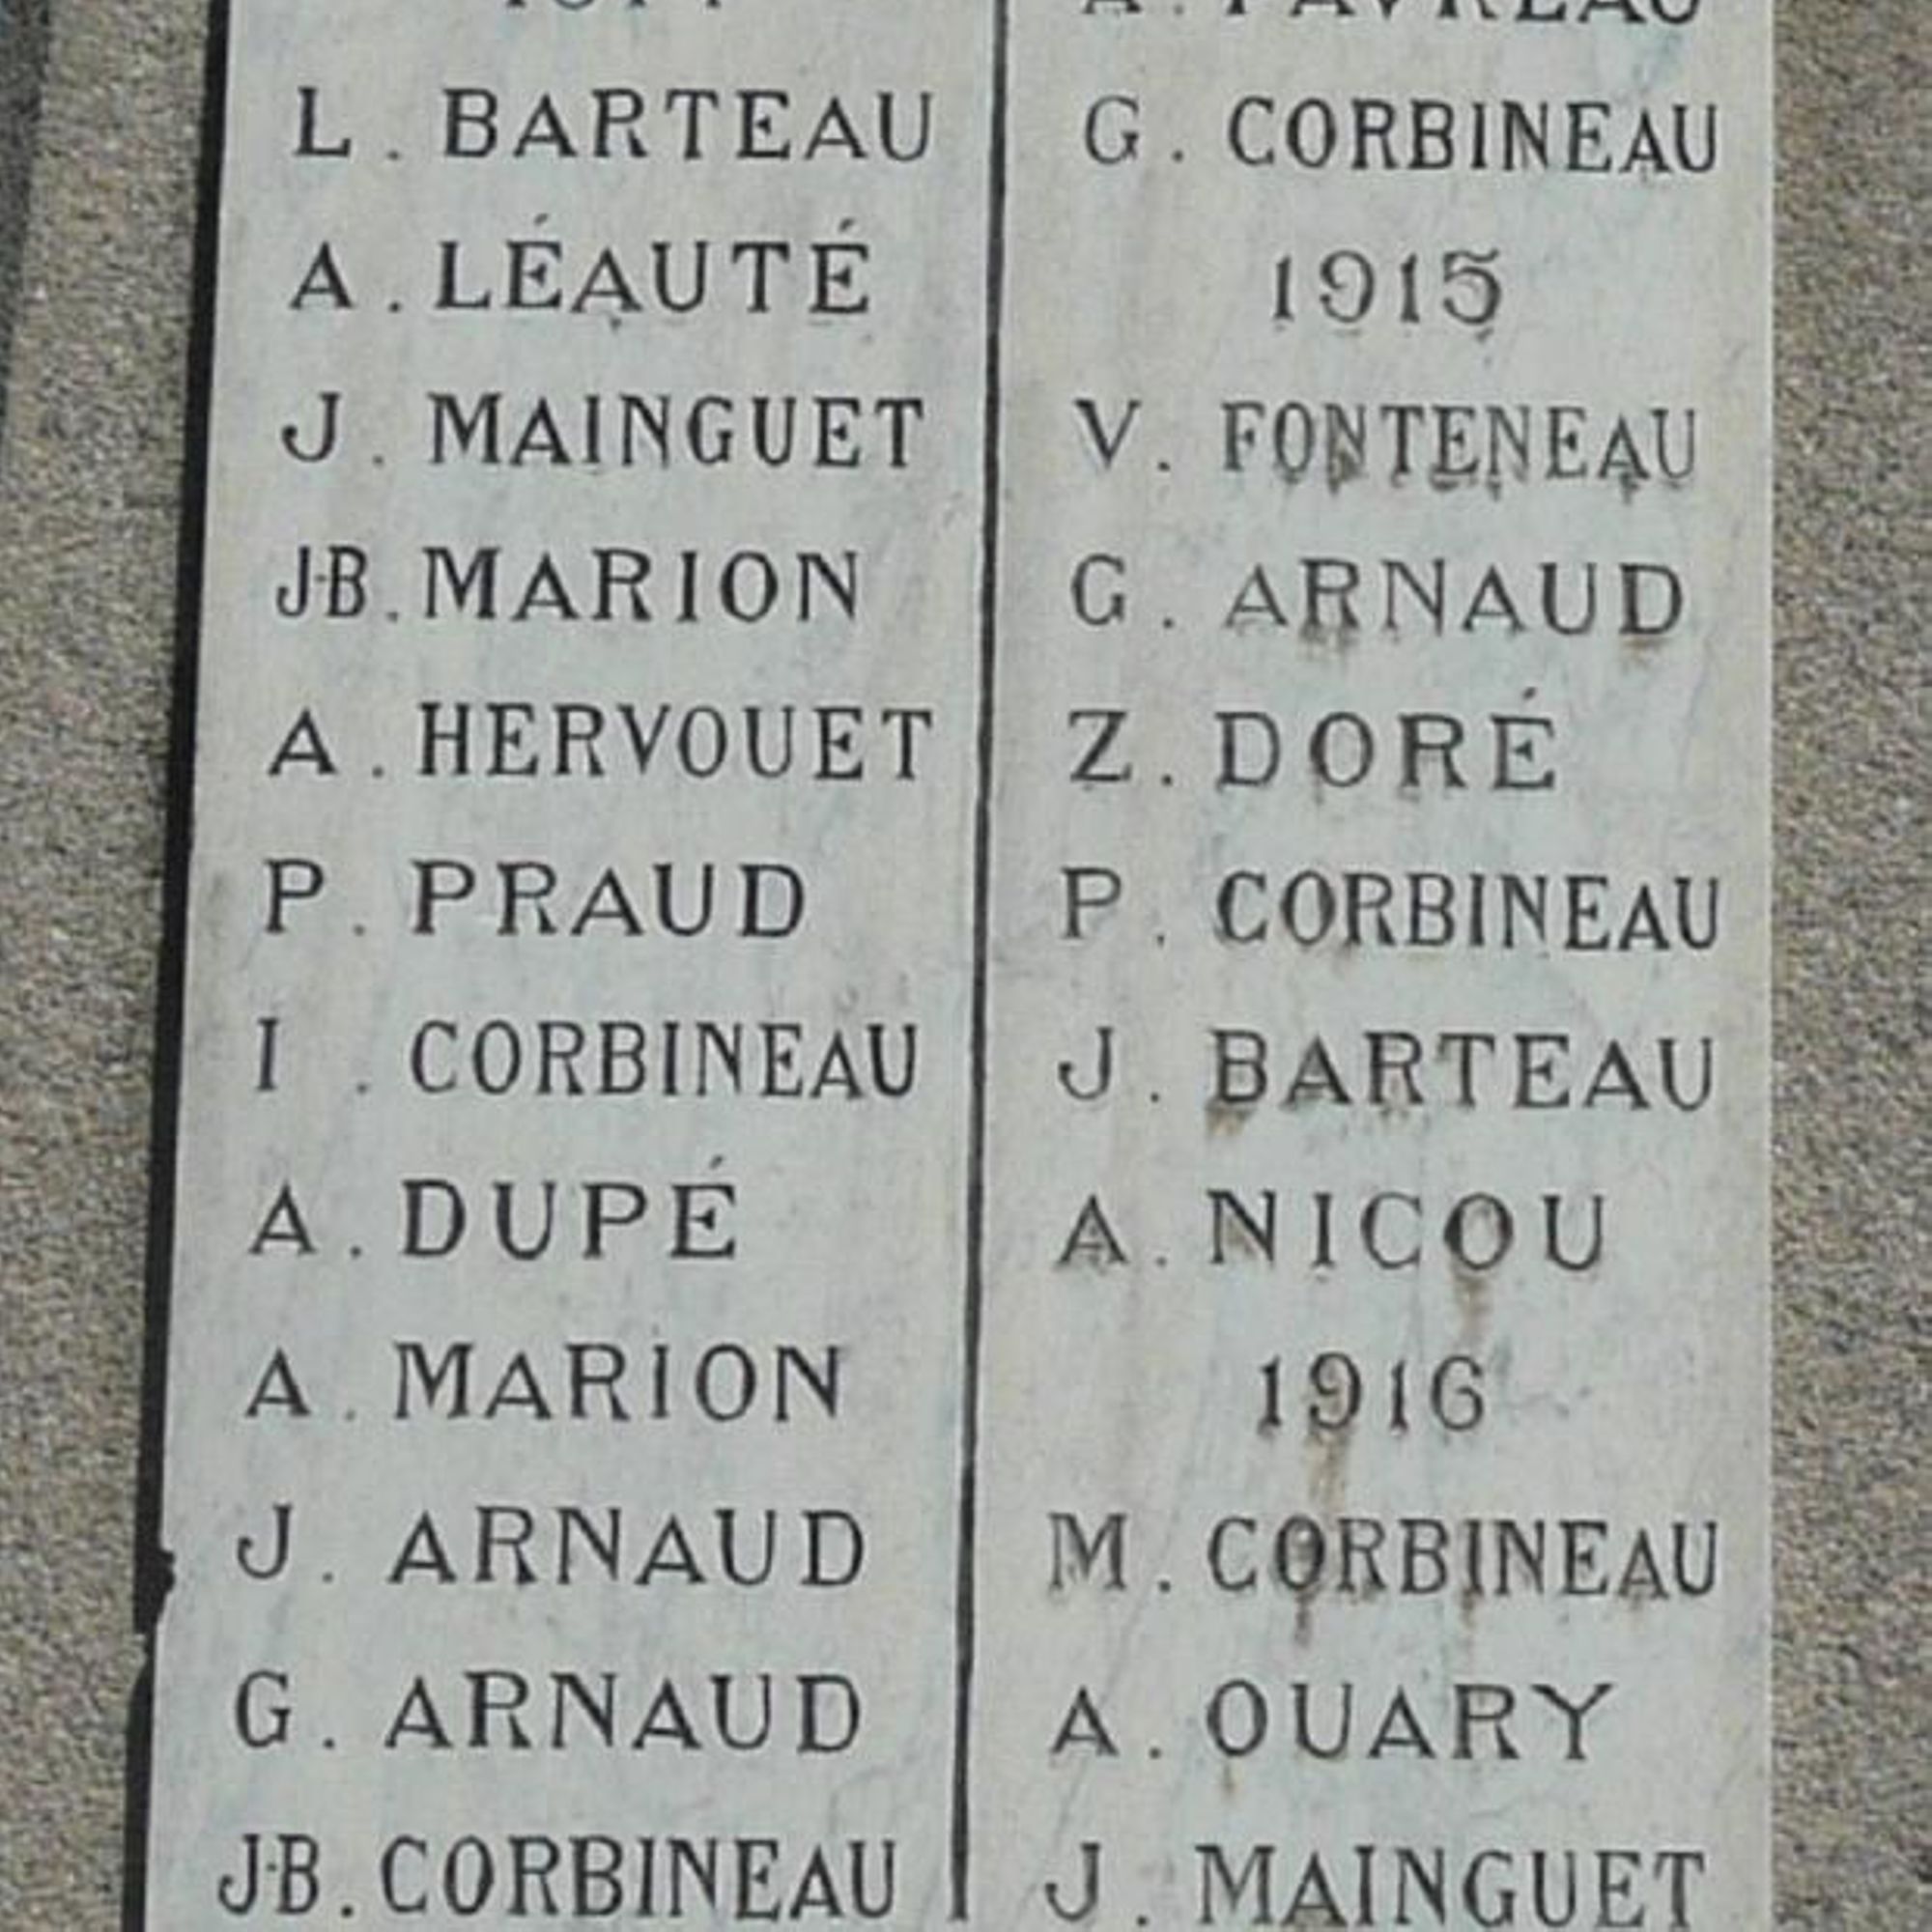 L. BARTEAU
A. LÉAUTÉ
J. MAINGUET
J-B. MARION
A. HERVOUET
P. PRAUD
I. CORBINEAU
A. DUPÉ
A. MARION
J. ARNAUD
G. ARNAUD
J-B. CORBINEAU
A. FAVREAU
G. CORBINEAU
1915
V. FONTENEAU
G. ARNAUD
Z. DORÉ
P. CORBINEAU
J. BARTEAU
A. NICOU
1916
M. CORBINEAU
A. OUARY
J. MAINGUET